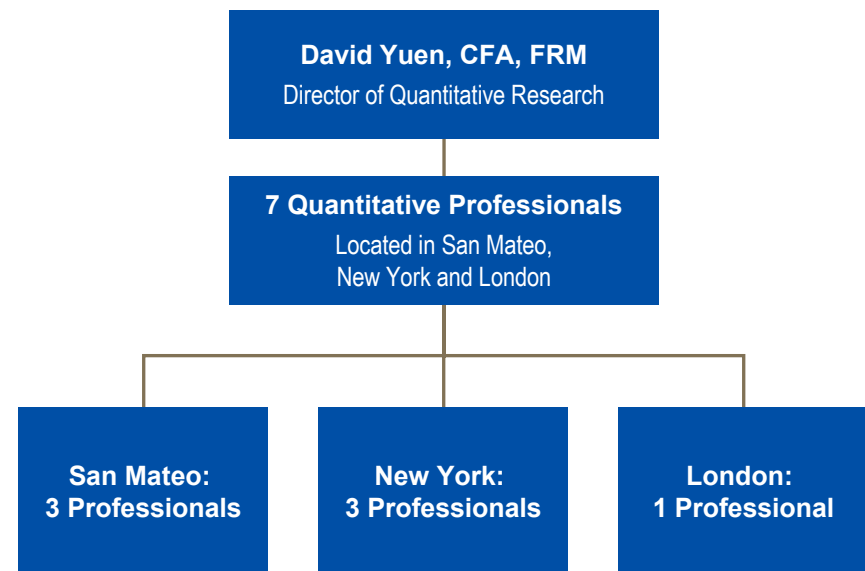 David Yuen, CFA, FRM
Director of Quantitative Research
7 Quantitative Professionals
Located in San Mateo,
New York and London
San Mateo:
3 Professionals
New York:
3 Professionals
London:
1 Professional